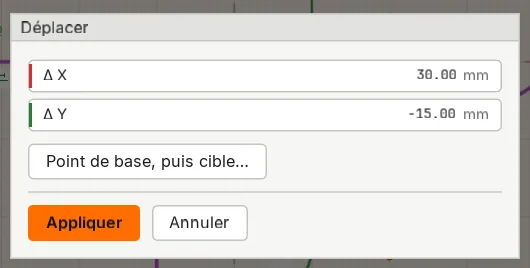 Déplacer
Δ X 30.00 mm
Δ Y -15.00 mm
Point de base, puis cible...
Appliquer Annuler